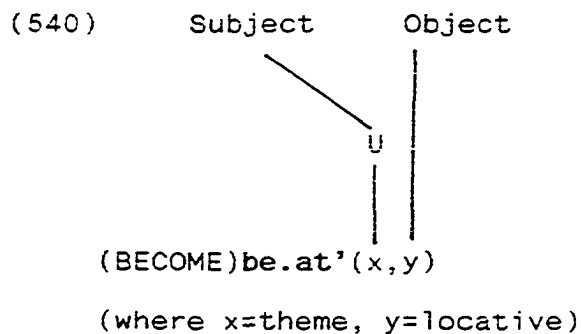 (540) Subject Object
U
(BECOME)be.at'(x,y)
(where x=theme, y=locative)